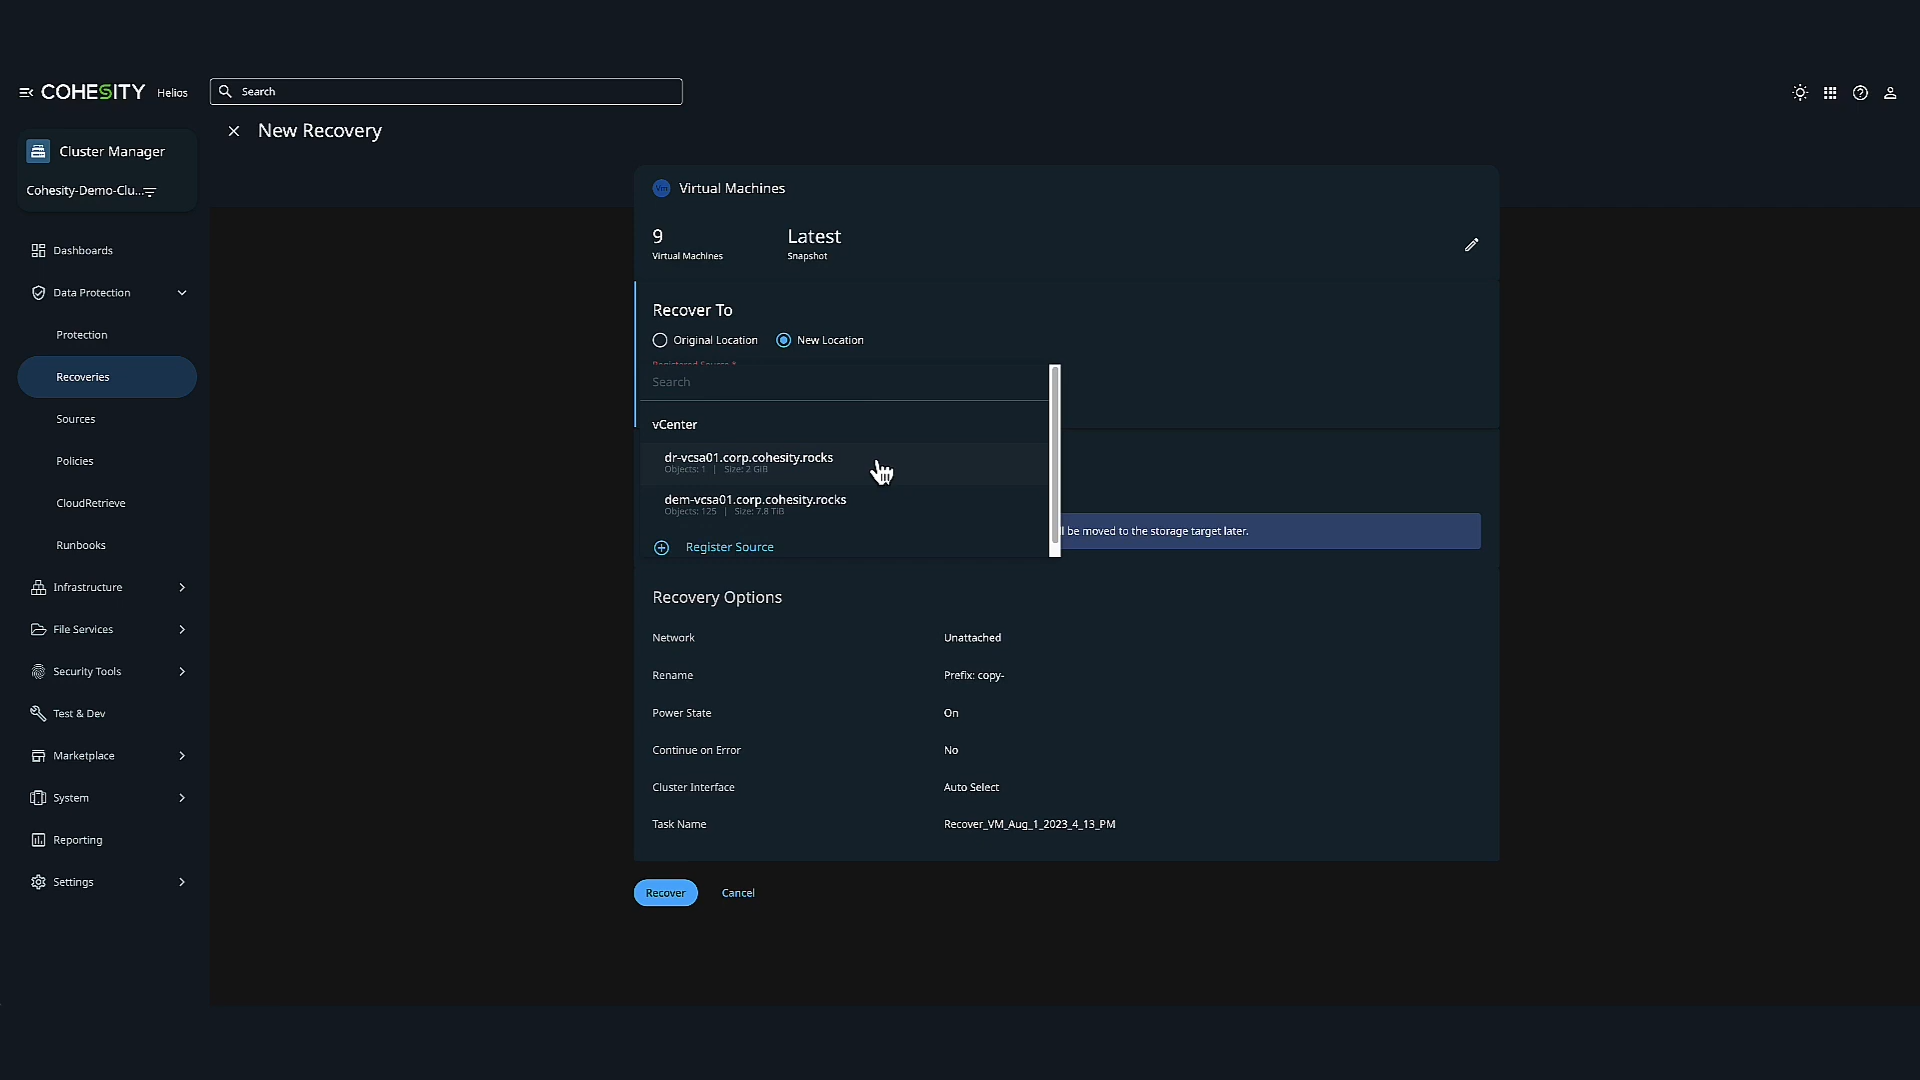 COHESITY Helios
Search
New Recovery
Cluster Manager
Cohesity-Demo-Clu...
Dashboards
Data Protection
Protection
Recoveries
Sources
Policies
CloudRetrieve
Runbooks
Infrastructure
File Services
Security Tools
Test & Dev
Marketplace
System
Reporting
Settings
Vm Virtual Machines
9 Latest
Virtual Machines Snapshot
Recover To
Original Location New Location
Registered Source *
Search
vCenter
dr-vcsa01.corp.cohesity.rocks
Objects: 1 | Size: 2 GiB
dem-vcsa01.corp.cohesity.rocks
Objects: 125 | Size: 7.8 TiB
Register Source
be moved to the storage target later.
Recovery Options
Network Unattached
Rename Prefix: copy-
Power State On
Continue on Error No
Cluster Interface Auto Select
Task Name Recover_VM_Aug_1_2023_4_13_PM
Recover Cancel